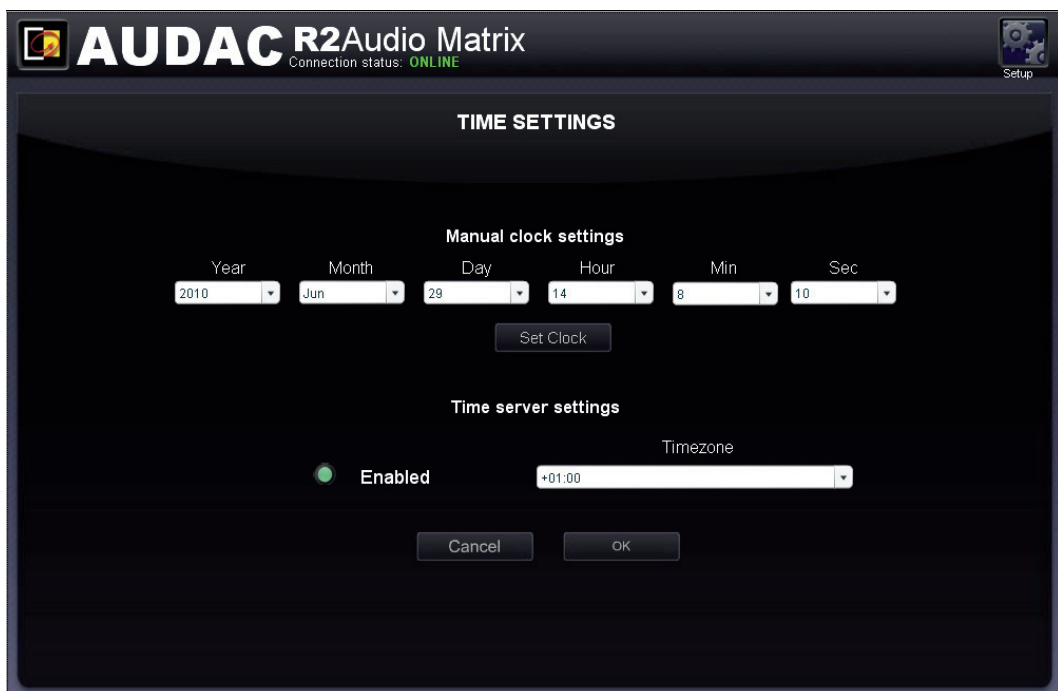 AUDAC R2Audio Matrix
Connection status: ONLINE
Setup
TIME SETTINGS
Manual clock settings
Year Month Day Hour Min Sec
2010 Jun 29 14 8 10
Set Clock
Time server settings
Timezone
Enabled +01:00
Cancel OK